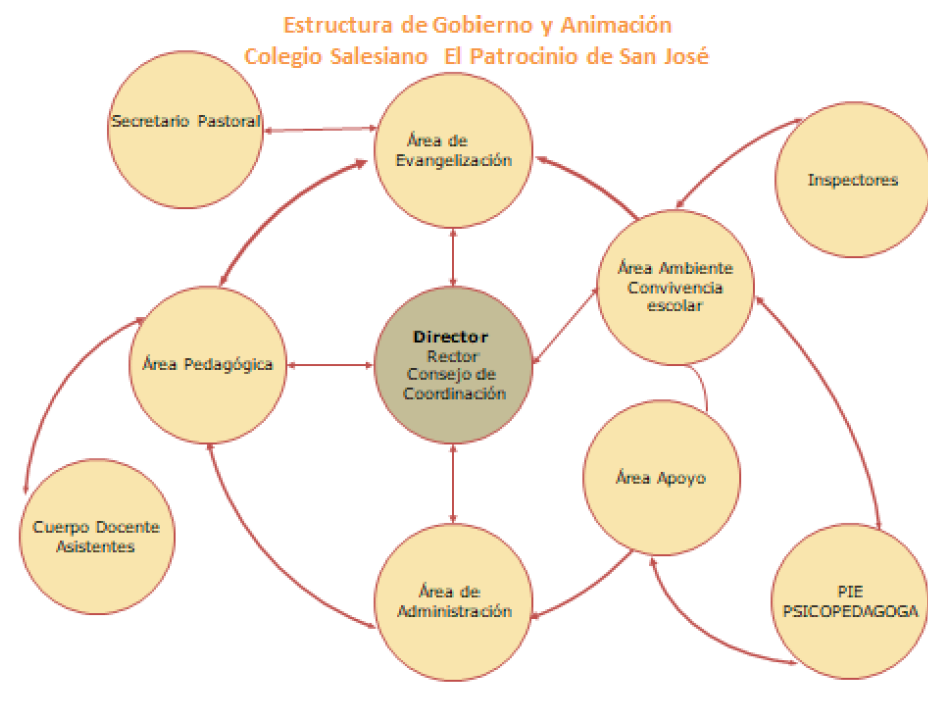 Estructura de Gobierno y Animación
Colegio Salesiano El Patrocinio de San José
Secretario Pastoral
Área de
Evangelización
Inspectores
Área Ambiente
Convivencia
escolar
Director
Rector
Consejo de
Coordinación
Área Pedagógica
Área Apoyo
Cuerpo Docente
Asistentes
Área de
Administración
PIE
PSICOPEDAGOGA